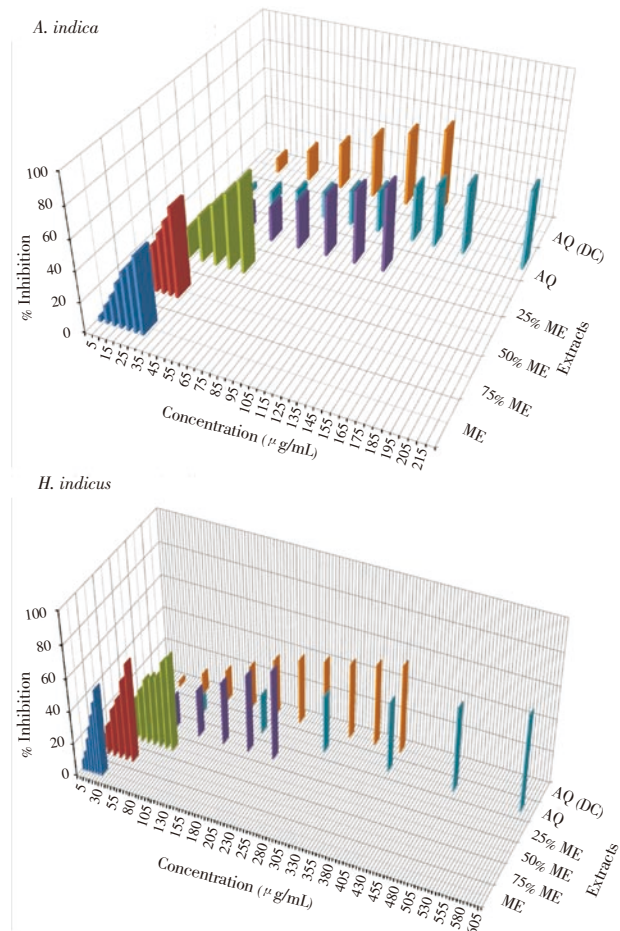 A. indica
100
80
60
40
20
0
% Inhibition
5
15
25
35
45
55
65
75
85
95
105
115
125
135
145
155
165
175
185
195
205
215
Concentration (μg/mL)
AQ (DC)
AQ
25% ME
50% ME
75% ME
ME
Extracts
H. indicus
100
80
60
40
20
0
% Inhibition
5
30
55
80
105
130
155
180
205
230
255
280
305
330
355
380
405
430
455
480
505
530
555
580
605
Concentration (μg/mL)
AQ (DC)
AQ
25% ME
50% ME
75% ME
ME
Extracts